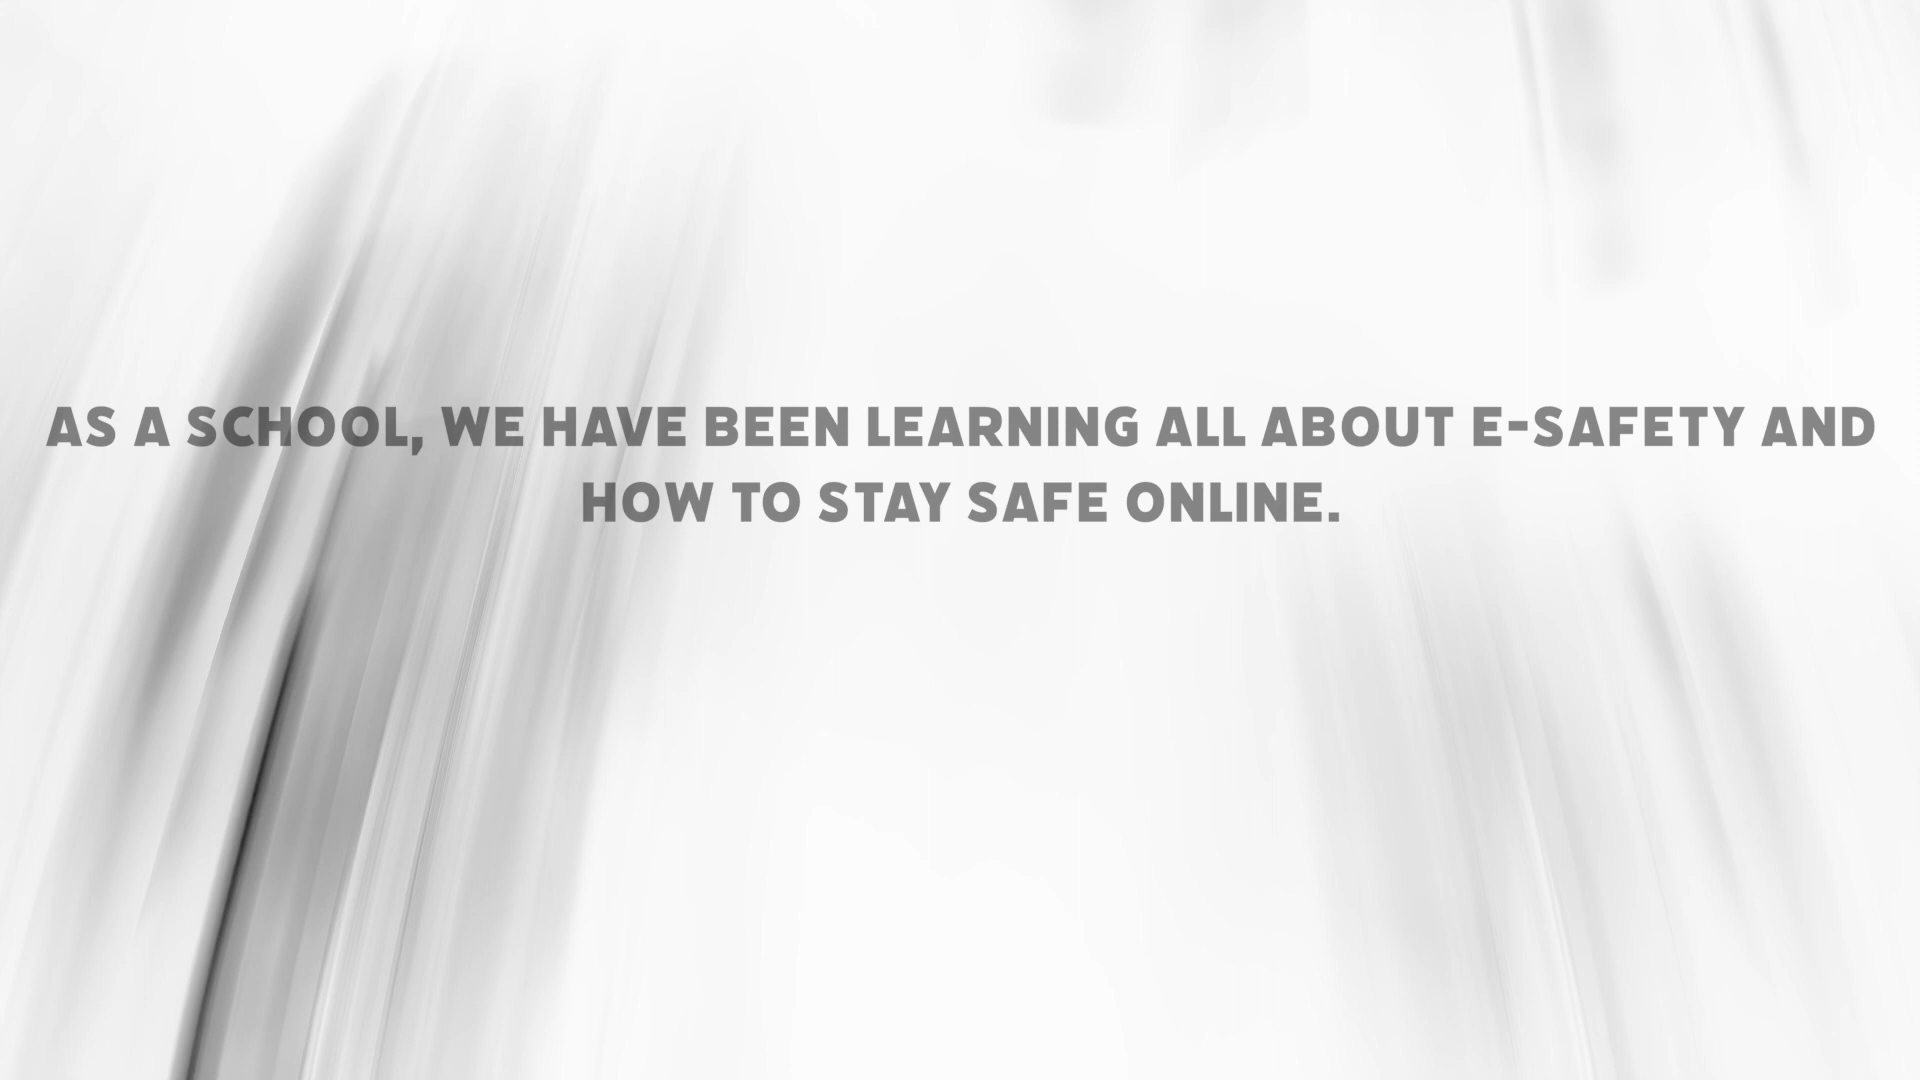 AS A SCHOOL, WE HAVE BEEN LEARNING ALL ABOUT E-SAFETY AND
HOW TO STAY SAFE ONLINE.